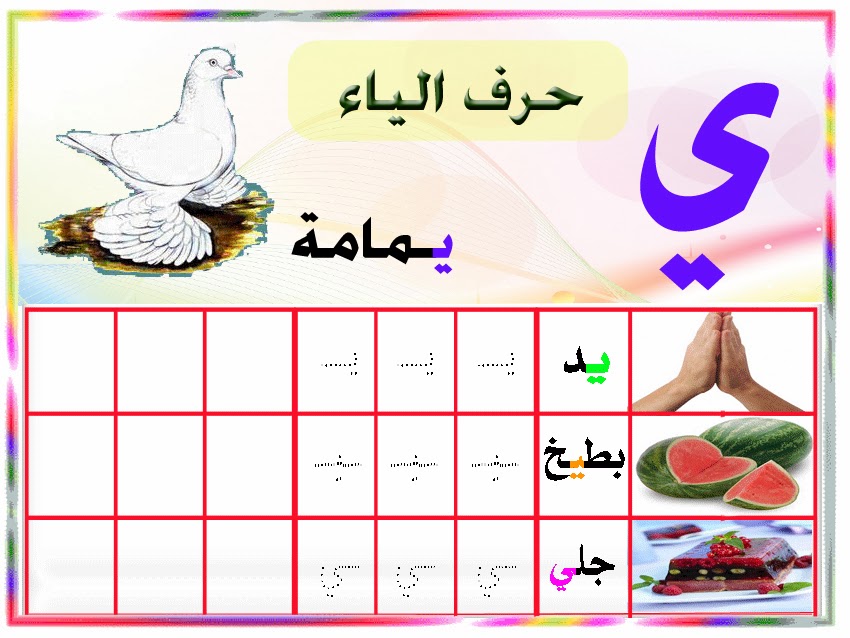 حرف الياء
ي
يمامة
يد يـ يـ يـ
بطيخ ـيـ ـيـ ـيـ
جلي ـي ـي ـي